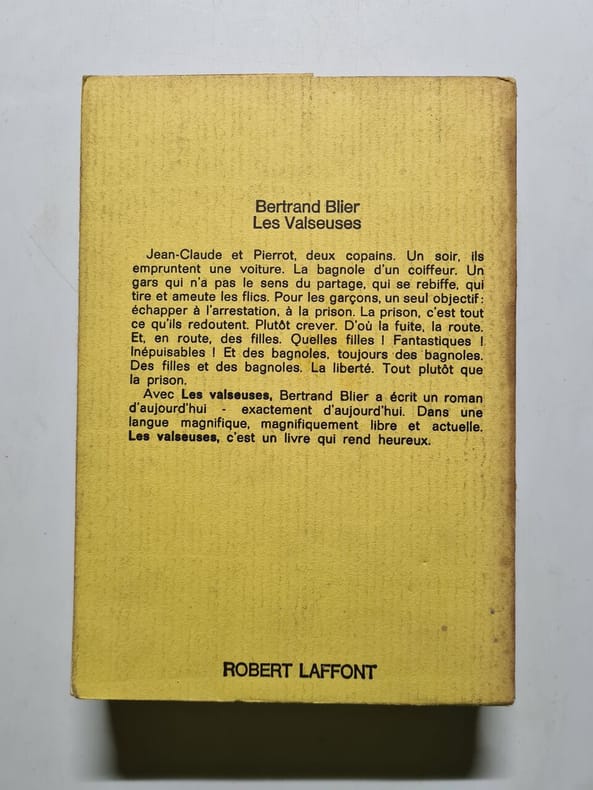 Bertrand Blier
Les Valseuses
Jean-Claude et Pierrot, deux copains. Un soir, ils
empruntent une voiture. La bagnole d'un coiffeur. Un
gars qui n'a pas le sens du partage, qui se rebiffe, qui
tire et ameute les flics. Pour les garçons, un seul objectif :
échapper à l'arrestation, à la prison. La prison, c'est tout
ce qu'ils redoutent. Plutôt crever. D'où la fuite, la route.
Et, en route, des filles. Quelles filles ! Fantastiques !
Inépuisables ! Et des bagnoles, toujours des bagnoles.
Des filles et des bagnoles. La liberté. Tout plutôt que
la prison.
Avec Les valseuses, Bertrand Blier a écrit un roman
d'aujourd'hui - exactement d'aujourd'hui. Dans une
langue magnifique, magnifiquement libre et actuelle.
Les valseuses, c'est un livre qui rend heureux.
ROBERT LAFFONT